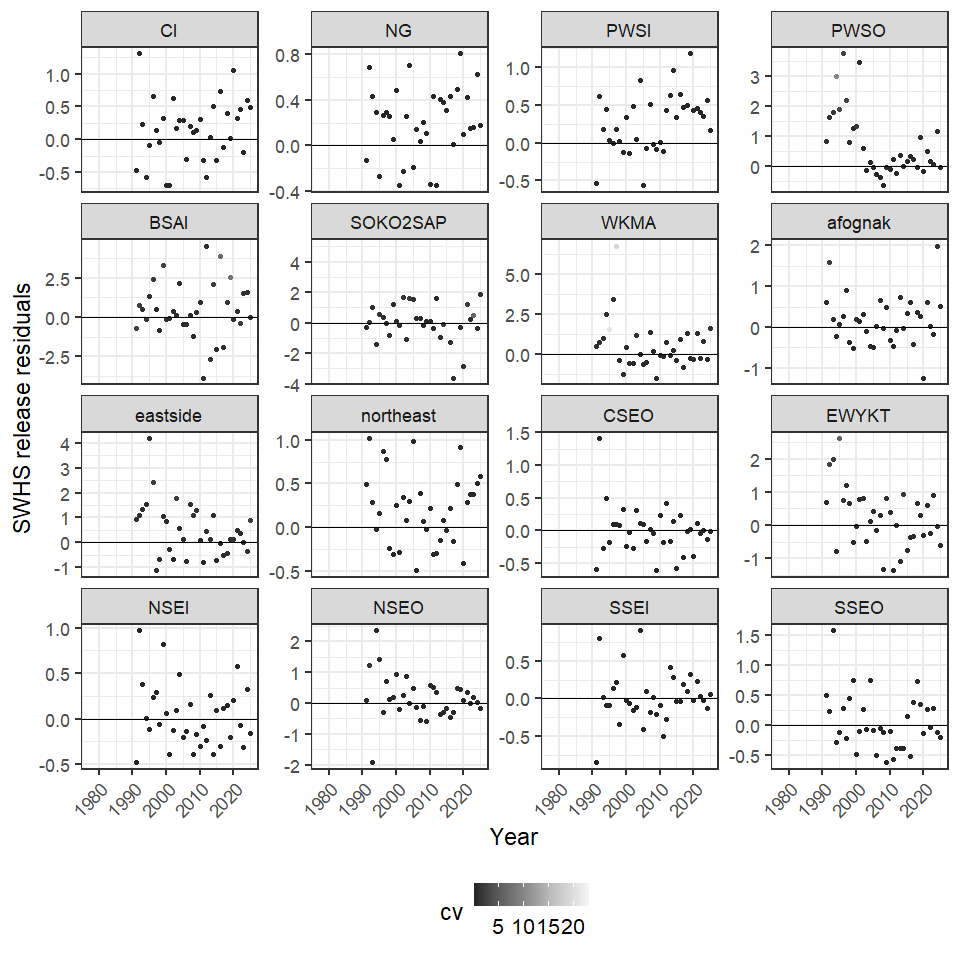 CI NG PWSI PWSO
1.0 0.5 0.0 -0.5
0.8 0.4 0.0 -0.4
1.0 0.5 0.0 -0.5
3 2 1 0
BSAI SOKO2SAP WKMA afognak
2.5 0.0 -2.5
4 2 0 -2 -4
5.0 2.5 0.0
2 1 0 -1
SWHS release residuals
eastside northeast CSEO EWYKT
4 3 2 1 0 -1
1.0 0.5 0.0 -0.5
1.5 1.0 0.5 0.0 -0.5
2 1 0 -1
NSEI NSEO SSEI SSEO
1.0 0.5 0.0 -0.5
2 1 0 -1 -2
0.5 0.0 -0.5
1.5 1.0 0.5 0.0 -0.5
1980 1990 2000 2010 2020 1980 1990 2000 2010 2020 1980 1990 2000 2010 2020 1980 1990 2000 2010 2020
Year
cv
5 10 15 20